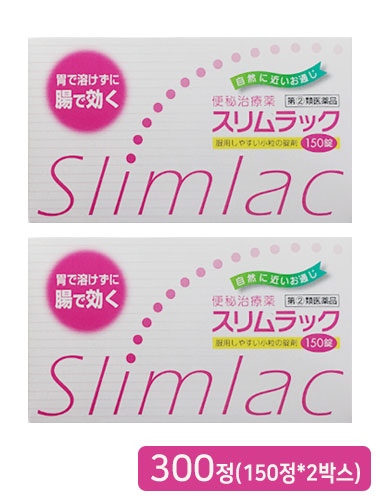 胃で溶けずに
腸で効く
自然に近いお通じ
便秘治療薬
指定第②類医薬品
スリムラック
服用しやすい小粒の錠剤 150錠
Slimlac
胃で溶けずに
腸で効く
自然に近いお通じ
便秘治療薬
指定第②類医薬品
スリムラック
服用しやすい小粒の錠剤 150錠
Slimlac
300정(150정*2박스)